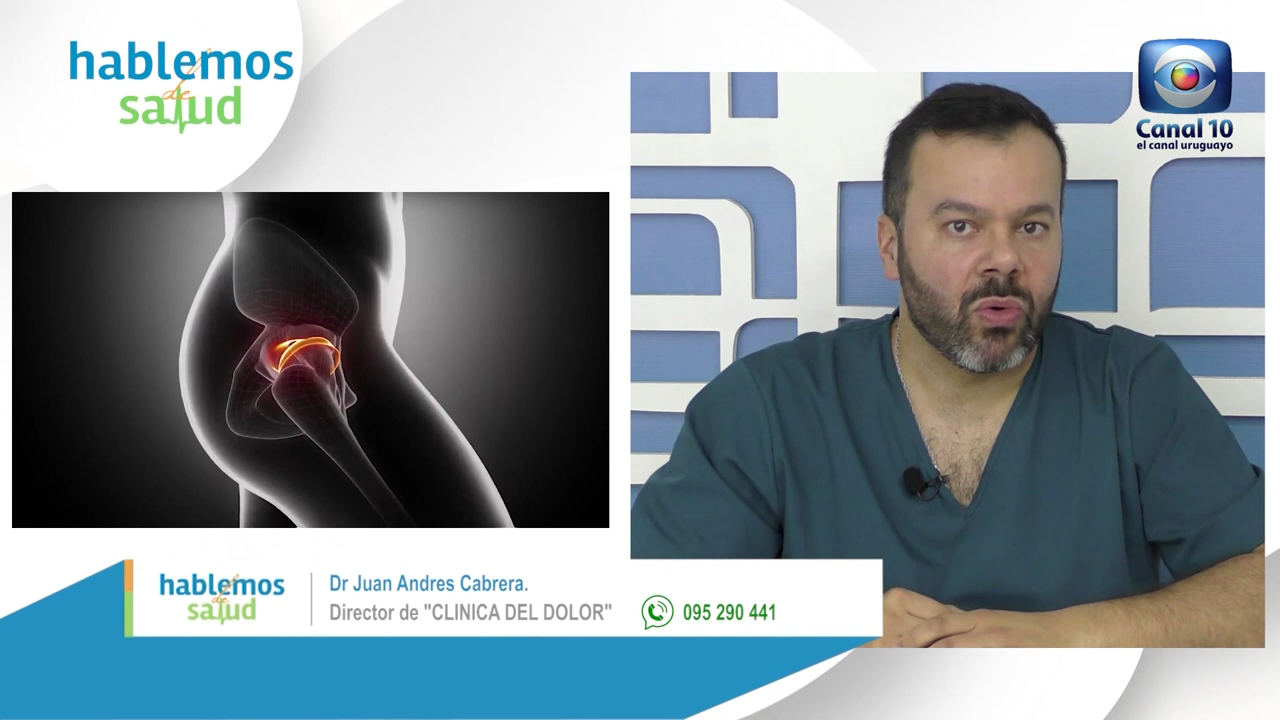 hablemos
de
salud
Canal 10
el canal uruguayo
hablemos
de
salud
Dr Juan Andres Cabrera.
Director de "CLINICA DEL DOLOR"
095 290 441